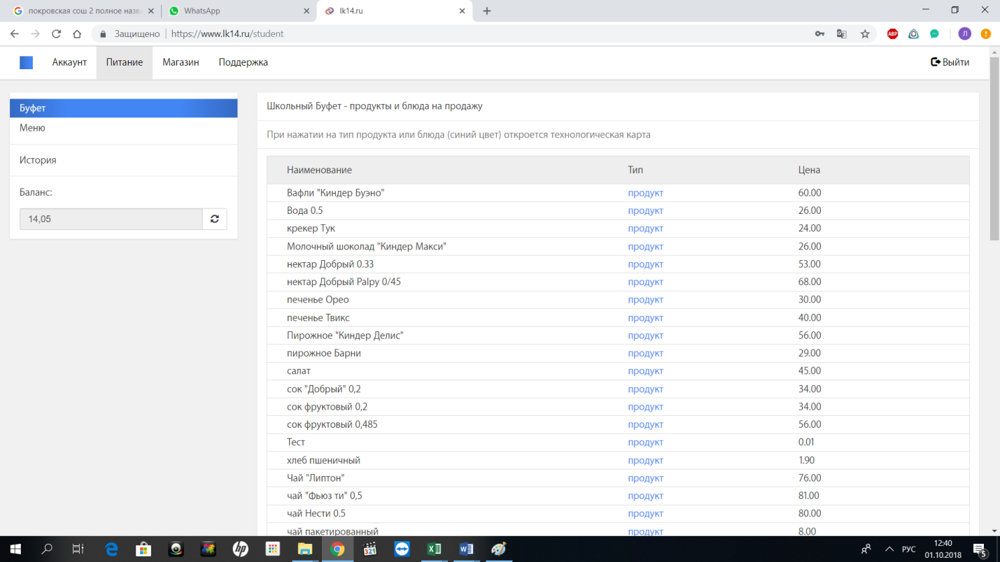 покровская сош 2 полное назв
WhatsApp
lk14.ru
Защищено | https://www.lk14.ru/student
ABP
Л
Аккаунт Питание Магазин Поддержка Выйти
Буфет
Меню
История
Баланс:
14,05
Школьный Буфет - продукты и блюда на продажу
При нажатии на тип продукта или блюда (синий цвет) откроется технологическая карта
Наименование Тип Цена
Вафли "Киндер Буэно" продукт 60.00
Вода 0.5 продукт 26.00
крекер Тук продукт 24.00
Молочный шоколад "Киндер Макси" продукт 26.00
нектар Добрый 0.33 продукт 53.00
нектар Добрый Palpy 0/45 продукт 68.00
печенье Орео продукт 30.00
печенье Твикс продукт 40.00
Пирожное "Киндер Делис" продукт 56.00
пирожное Барни продукт 29.00
салат продукт 45.00
сок "Добрый" 0,2 продукт 34.00
сок фруктовый 0,2 продукт 34.00
сок фруктовый 0,485 продукт 56.00
Тест продукт 0.01
хлеб пшеничный продукт 1.90
Чай "Липтон" продукт 76.00
чай "Фьюз ти" 0,5 продукт 81.00
чай Нести 0.5 продукт 80.00
чай пакетированный продукт 8.00
hp
321
РУС
12:40
01.10.2018
5